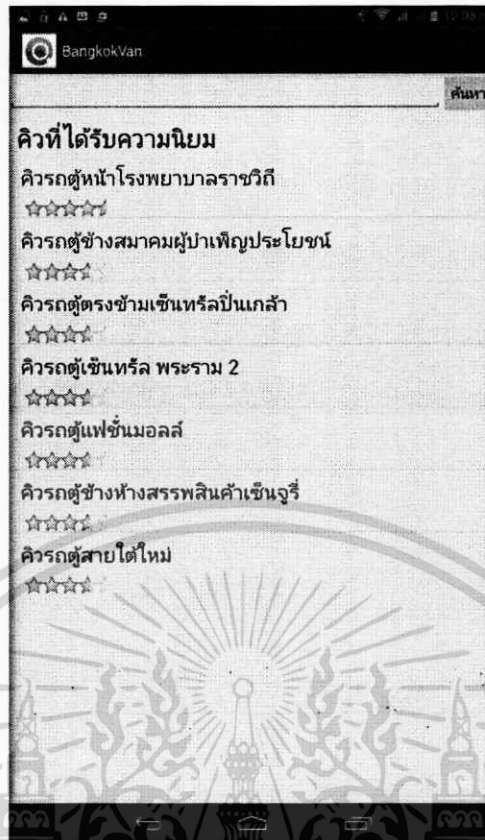 BangkokVan
ค้นหา
คิวที่ได้รับความนิยม
คิวรถตู้หน้าโรงพยาบาลราชวิถี
คิวรถตู้ข้างสมาคมผู้บำเพ็ญประโยชน์
คิวรถตู้ตรงข้ามเซ็นทรัลปิ่นเกล้า
คิวรถตู้เซ็นทรัล พระราม 2
คิวรถตู้แฟชั่นมอลล์
คิวรถตู้ข้างห้างสรรพสินค้าเซ็นจูรี่
คิวรถตู้สายใต้ใหม่